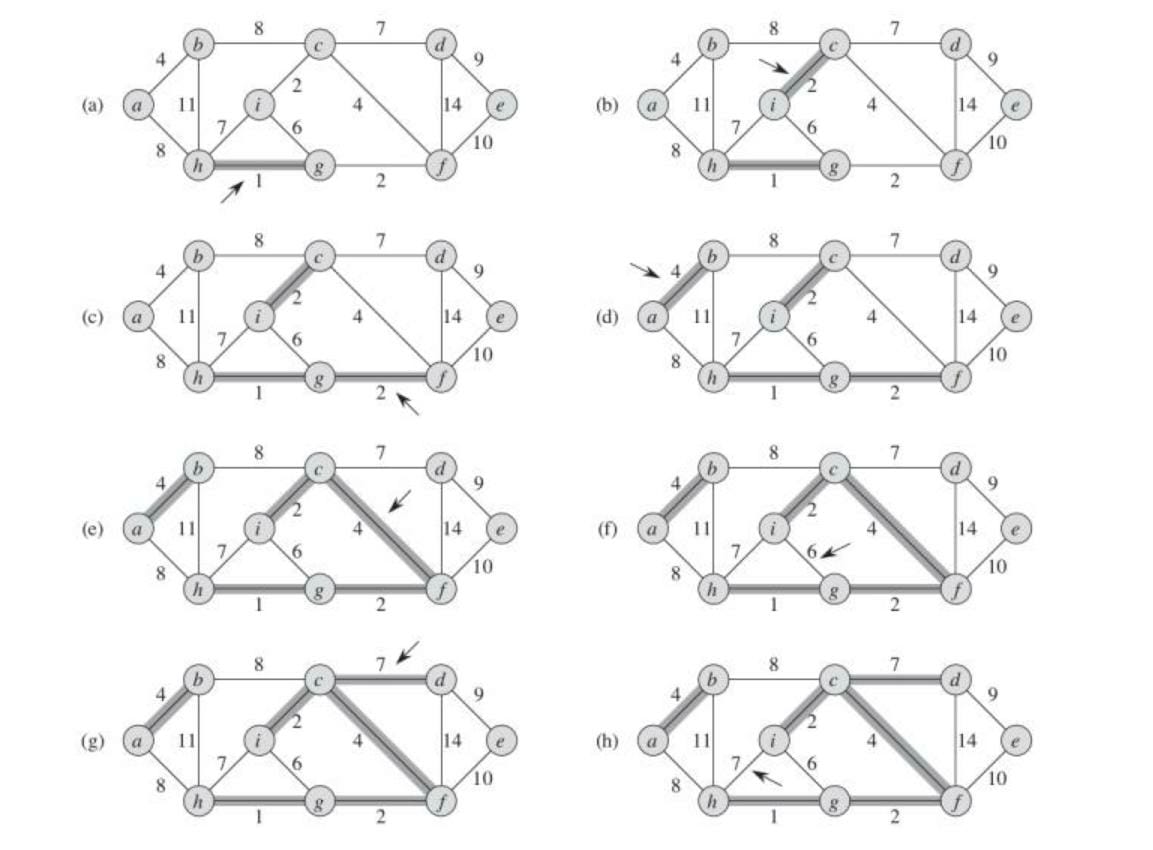 8 7 8 7
b c d b c d
4 9 4 9
2 2
(a) a 11 i 4 14 e (b) a 11 i 4 14 e
7 6 7 6
8 10 8 10
h g f h g f
1 2 1 2
8 7 8 7
b c d b c d
4 9 4 9
2 2
(c) a 11 i 4 14 e (d) a 11 i 4 14 e
7 6 7 6
8 10 8 10
h g f h g f
1 2 1 2
8 7 8 7
b c d b c d
4 9 4 9
2 2
(e) a 11 i 4 14 e (f) a 11 i 4 14 e
7 6 7 6
8 10 8 10
h g f h g f
1 2 1 2
8 7 8 7
b c d b c d
4 9 4 9
2 2
(g) a 11 i 4 14 e (h) a 11 i 4 14 e
7 6 7 6
8 10 8 10
h g f h g f
1 2 1 2